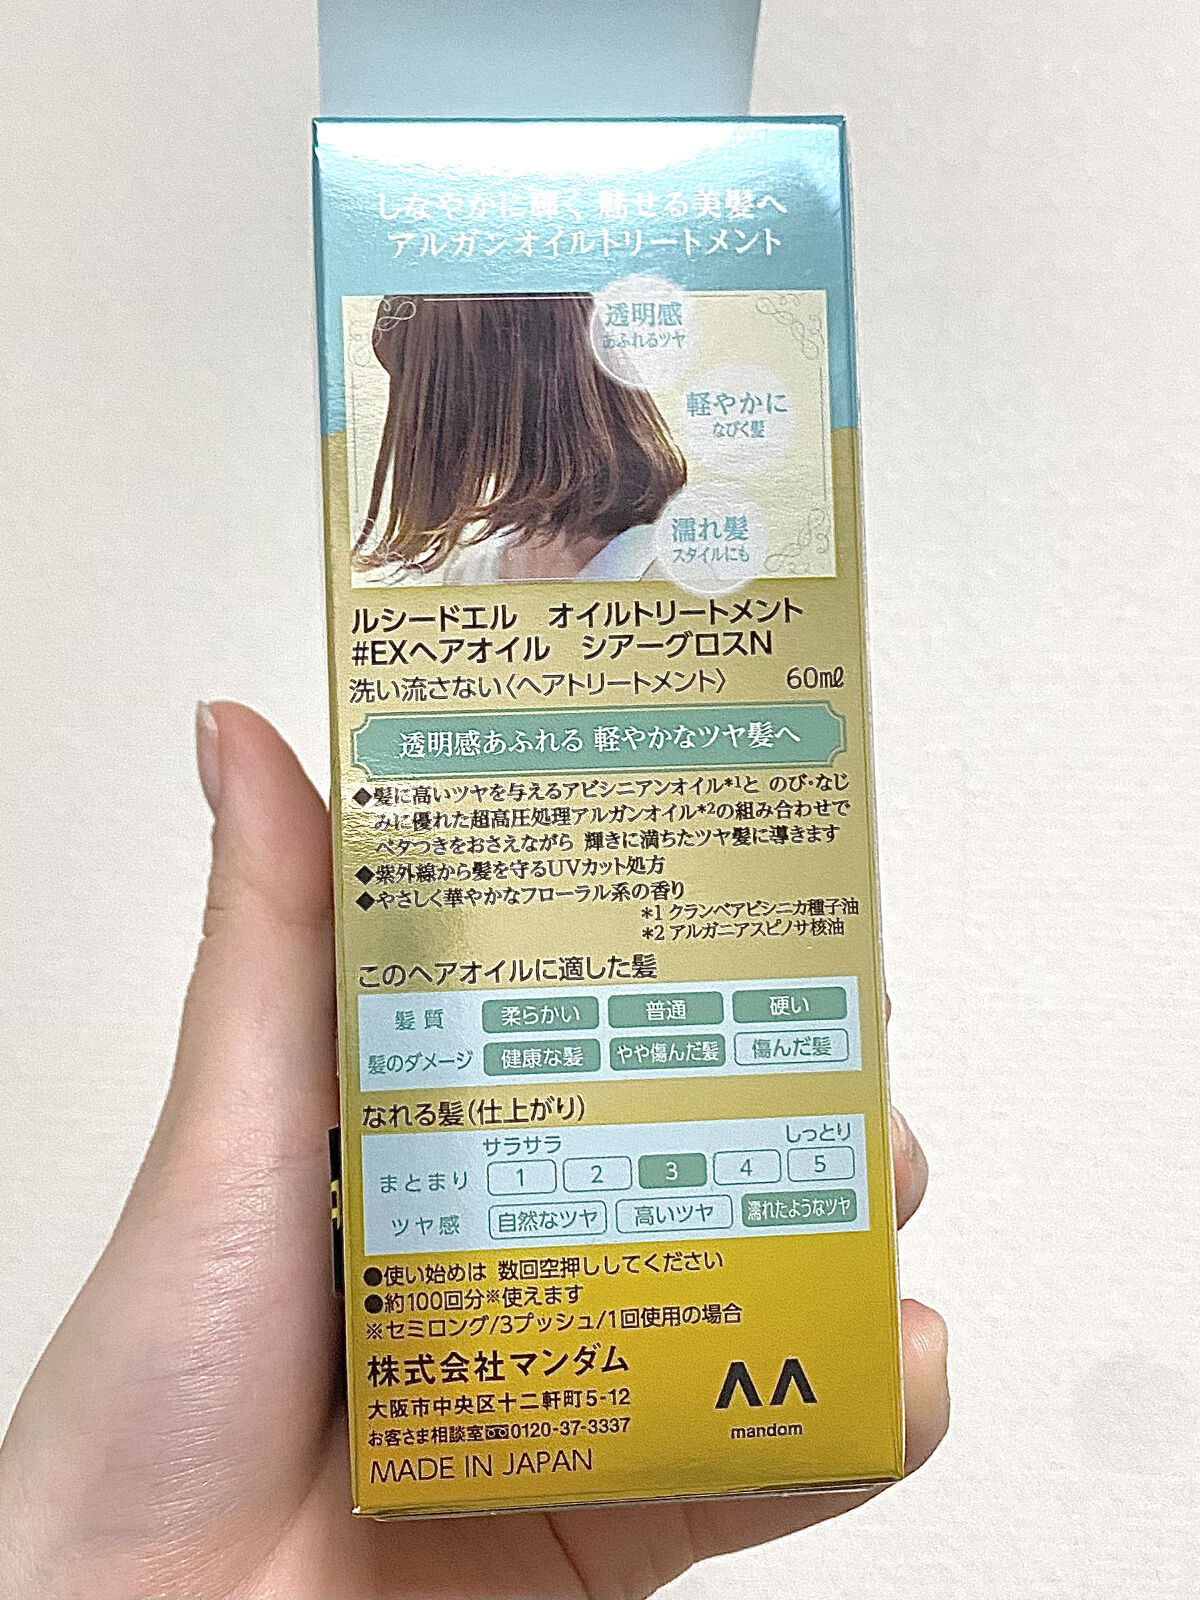 しなやかに輝く 魅せる美髪へ
アルガンオイルトリートメント
透明感
あふれるツヤ
軽やかに
なびく髪
濡れ髪
スタイルにも
ルシードエル　オイルトリートメント
#EXヘアオイル　シアーグロスN
洗い流さない〈ヘアトリートメント〉　60mℓ
透明感あふれる 軽やかなツヤ髪へ
◆髪に高いツヤを与えるアビシニアンオイル*1と のび・なじ
みに優れた超高圧処理アルガンオイル*2の組み合わせで
ベタつきをおさえながら 輝きに満ちたツヤ髪に導きます
◆紫外線から髪を守るUVカット処方
◆やさしく華やかなフローラル系の香り
*1 クランベアビシニカ種子油
*2 アルガニアスピノサ核油
このヘアオイルに適した髪
髪質 柔らかい 普通 硬い
髪のダメージ 健康な髪 やや傷んだ髪 傷んだ髪
なれる髪(仕上がり)
サラサラ しっとり
まとまり 1 2 3 4 5
ツヤ感 自然なツヤ 高いツヤ 濡れたようなツヤ
●使い始めは 数回空押ししてください
●約100回分※使えます
※セミロング/3プッシュ/1回使用の場合
株式会社マンダム
大阪市中央区十二軒町5-12
お客さま相談室 0120-37-3337
MADE IN JAPAN
mandom